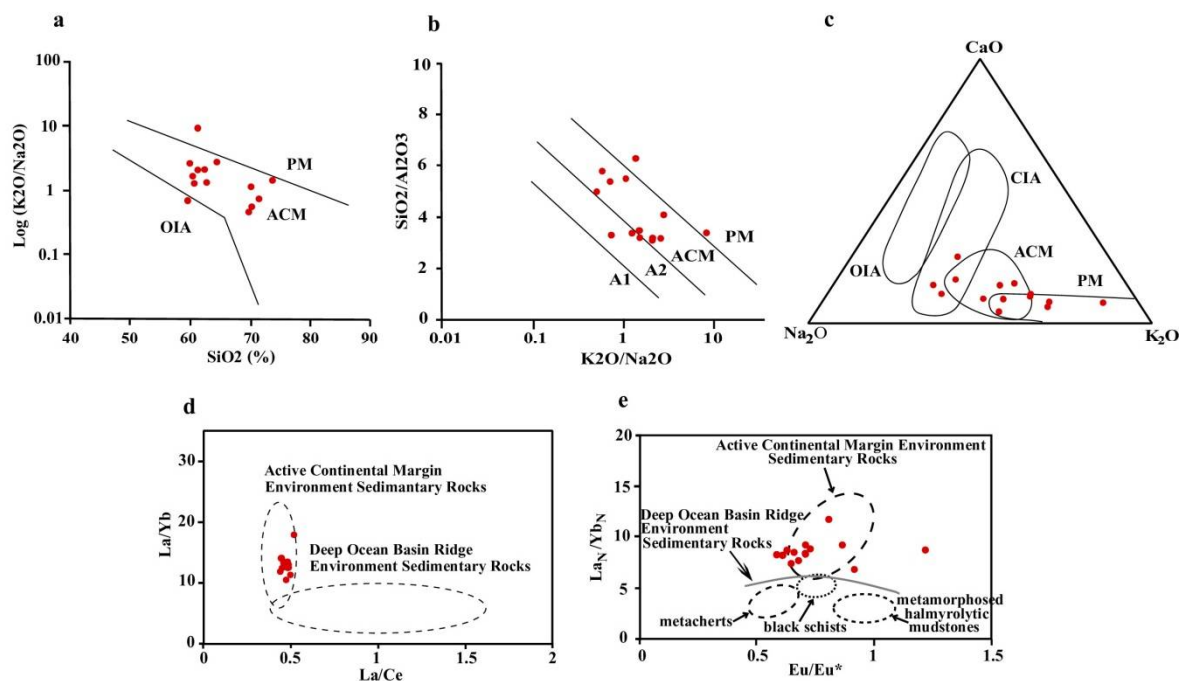 a
100
10
1
0.1
0.01
Log (K2O/Na2O)
PM
OIA
ACM
40
50
60
70
80
90
SiO2 (%)
b
10
8
6
4
2
0
SiO2/Al2O3
PM
ACM
A2
A1
0.01
0.1
1
10
K2O/Na2O
c
CaO
CIA
ACM
OIA
PM
Na2O
K2O
d
30
20
10
0
La/Yb
Active Continental Margin
Environment Sedimantary Rocks
Deep Ocean Basin Ridge
Environment Sedimentary Rocks
0
0.5
1
1.5
2
La/Ce
e
20
15
10
5
0
LaN/YbN
Active Continental Margin Environment
Sedimentary Rocks
Deep Ocean Basin Ridge
Environment
Sedimentary Rocks
metacherts
black schists
metamorphosed
halmyrolytic
mudstones
0
0.5
1
1.5
Eu/Eu*